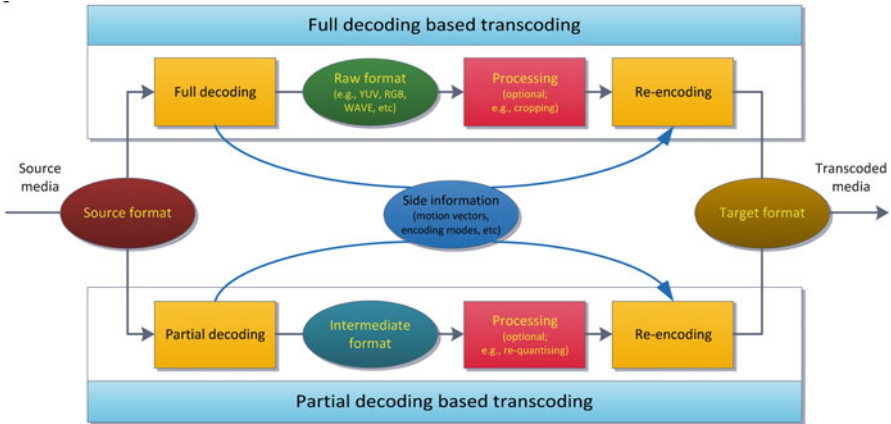 Full decoding based transcoding
Full decoding
Raw format
(e.g., YUV, RGB,
WAVE, etc)
Processing
(optional;
e.g., cropping)
Re-encoding
Source
media
Source format
Side information
(motion vectors,
encoding modes, etc)
Target format
Transcoded
media
Partial decoding
Intermediate
format
Processing
(optional;
e.g., re-quantising)
Re-encoding
Partial decoding based transcoding